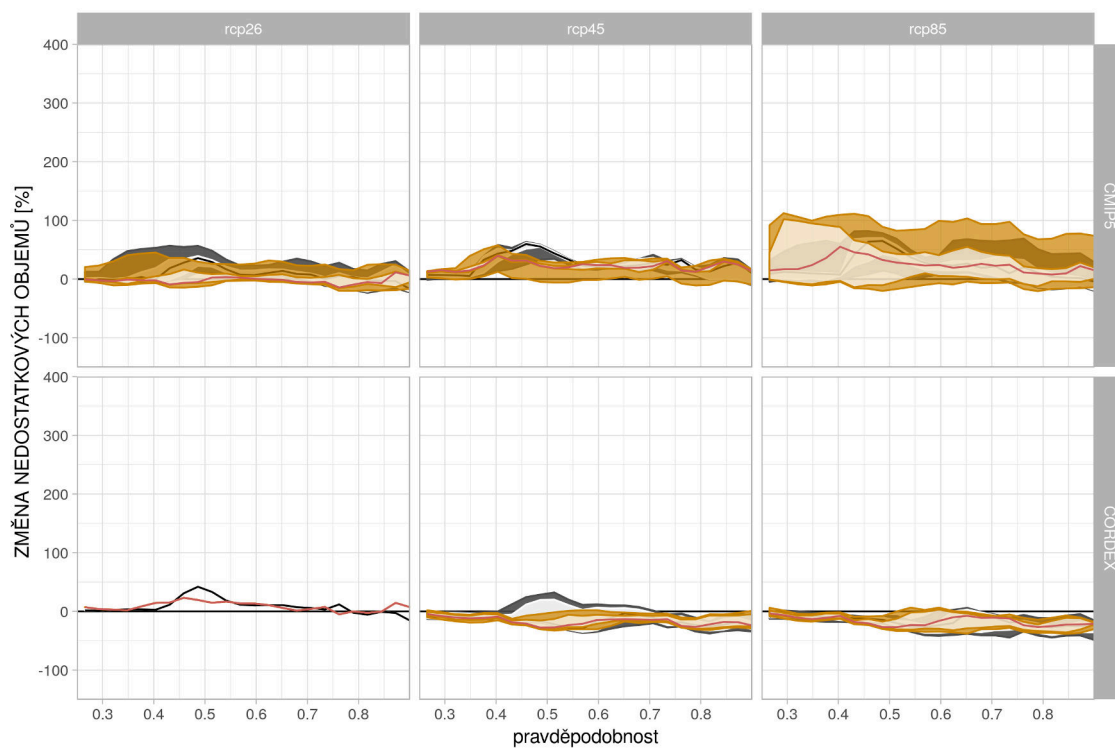 rcp26 rcp45 rcp85
ZMĚNA NEDOSTATKOVÝCH OBJEMŮ [%]
400
300
200
100
0
-100
CMIP5
400
300
200
100
0
-100
CORDEX
0.3 0.4 0.5 0.6 0.7 0.8 0.3 0.4 0.5 0.6 0.7 0.8 0.3 0.4 0.5 0.6 0.7 0.8
pravděpodobnost